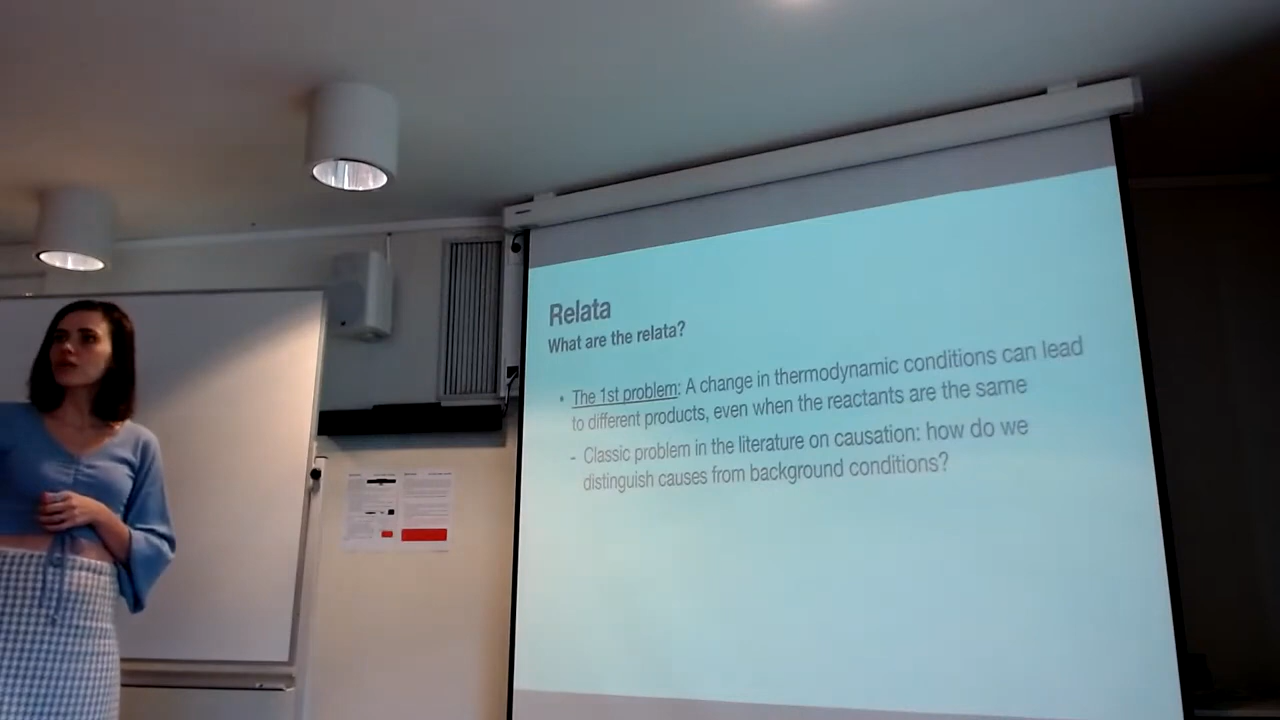 Relata
What are the relata?
• The 1st problem: A change in thermodynamic conditions can lead
to different products, even when the reactants are the same
- Classic problem in the literature on causation: how do we
distinguish causes from background conditions?